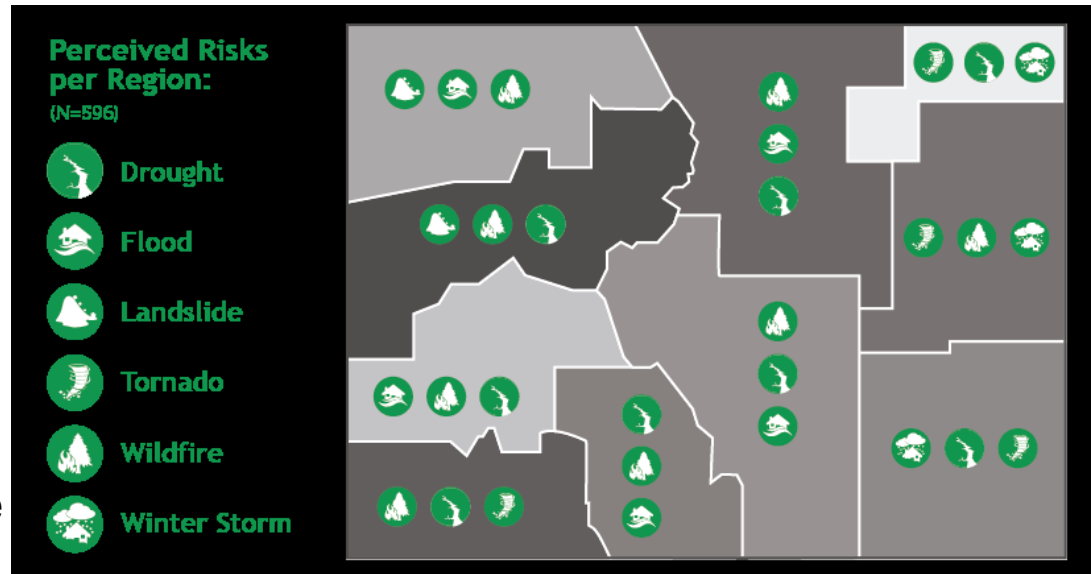 Perceived Risks
per Region:
(N=596)
Drought
Flood
Landslide
Tornado
Wildfire
e
Winter Storm